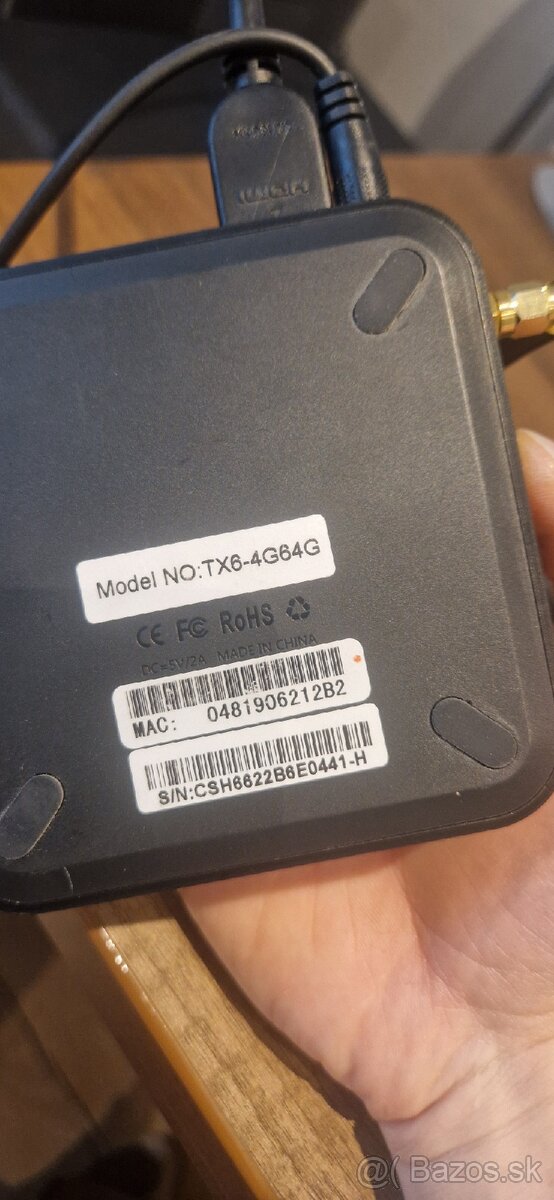 Model NO:TX6-4G64G
CE FC RoHS
DC=5V/2A MADE IN CHINA
MAC: 0481906212B2
S/N:CSH6622B6E0441-H
@( Bazos.sk